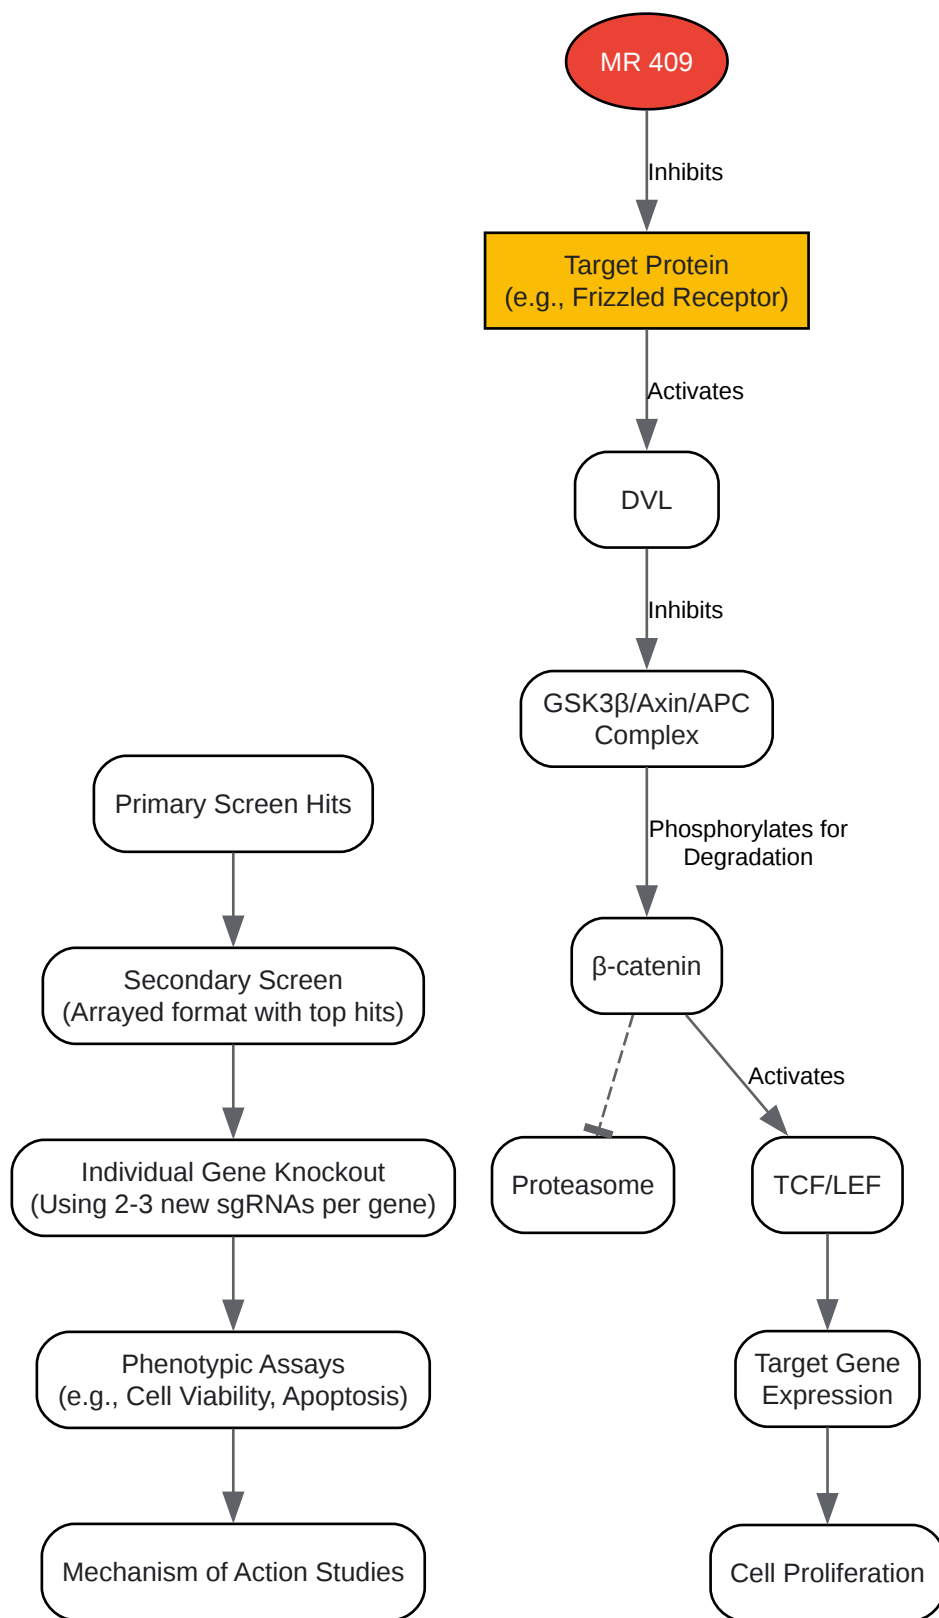 MR 409
Inhibits
Target Protein
(e.g., Frizzled Receptor)
Activates
DVL
Inhibits
GSK3β/Axin/APC
Complex
Phosphorylates for
Degradation
β-catenin
Activates
Proteasome
TCF/LEF
Target Gene
Expression
Cell Proliferation
Primary Screen Hits
Secondary Screen
(Arrayed format with top hits)
Individual Gene Knockout
(Using 2-3 new sgRNAs per gene)
Phenotypic Assays
(e.g., Cell Viability, Apoptosis)
Mechanism of Action Studies